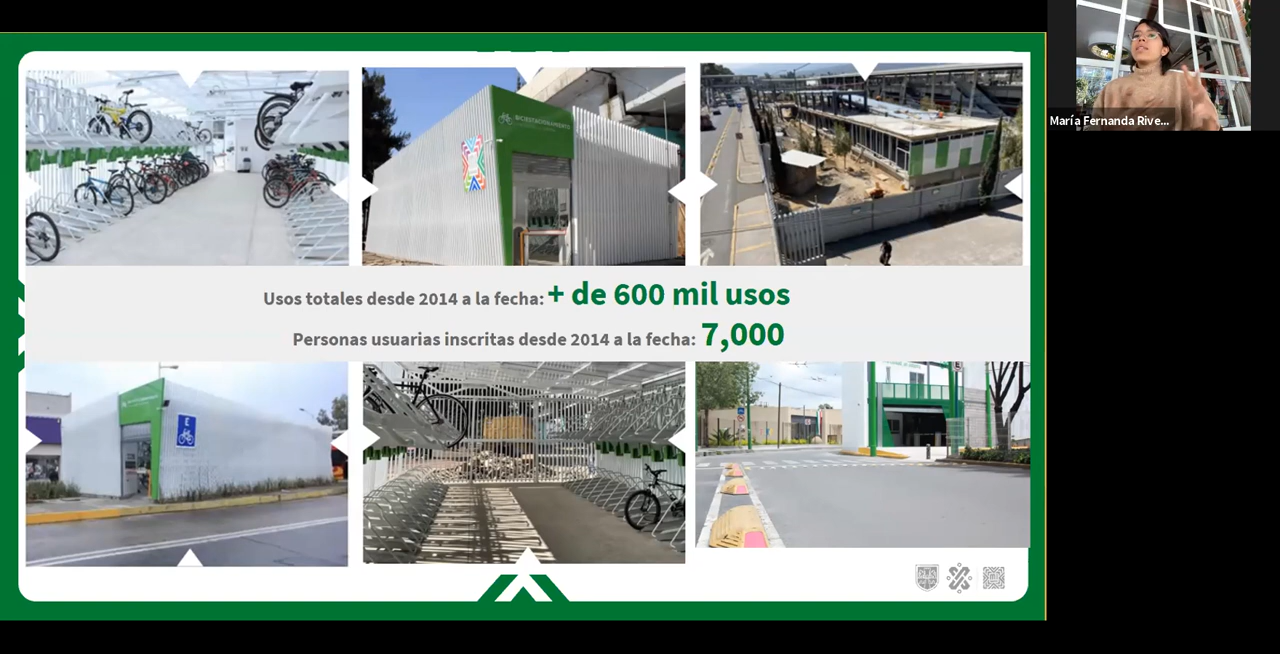 BICIESTACIONAMIENTO
María Fernanda Rive...
Usos totales desde 2014 a la fecha: + de 600 mil usos
Personas usuarias inscritas desde 2014 a la fecha: 7,000
E